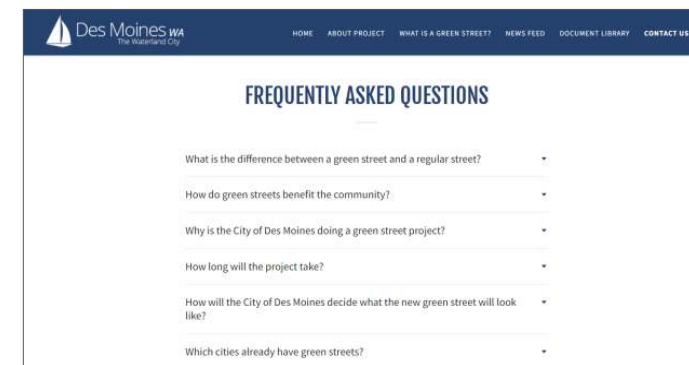 Des Moines WA
The Waterland City
HOME ABOUT PROJECT WHAT IS A GREEN STREET? NEWS FEED DOCUMENT LIBRARY CONTACT US
FREQUENTLY ASKED QUESTIONS
What is the difference between a green street and a regular street?
How do green streets benefit the community?
Why is the City of Des Moines doing a green street project?
How long will the project take?
How will the City of Des Moines decide what the new green street will look
like?
Which cities already have green streets?